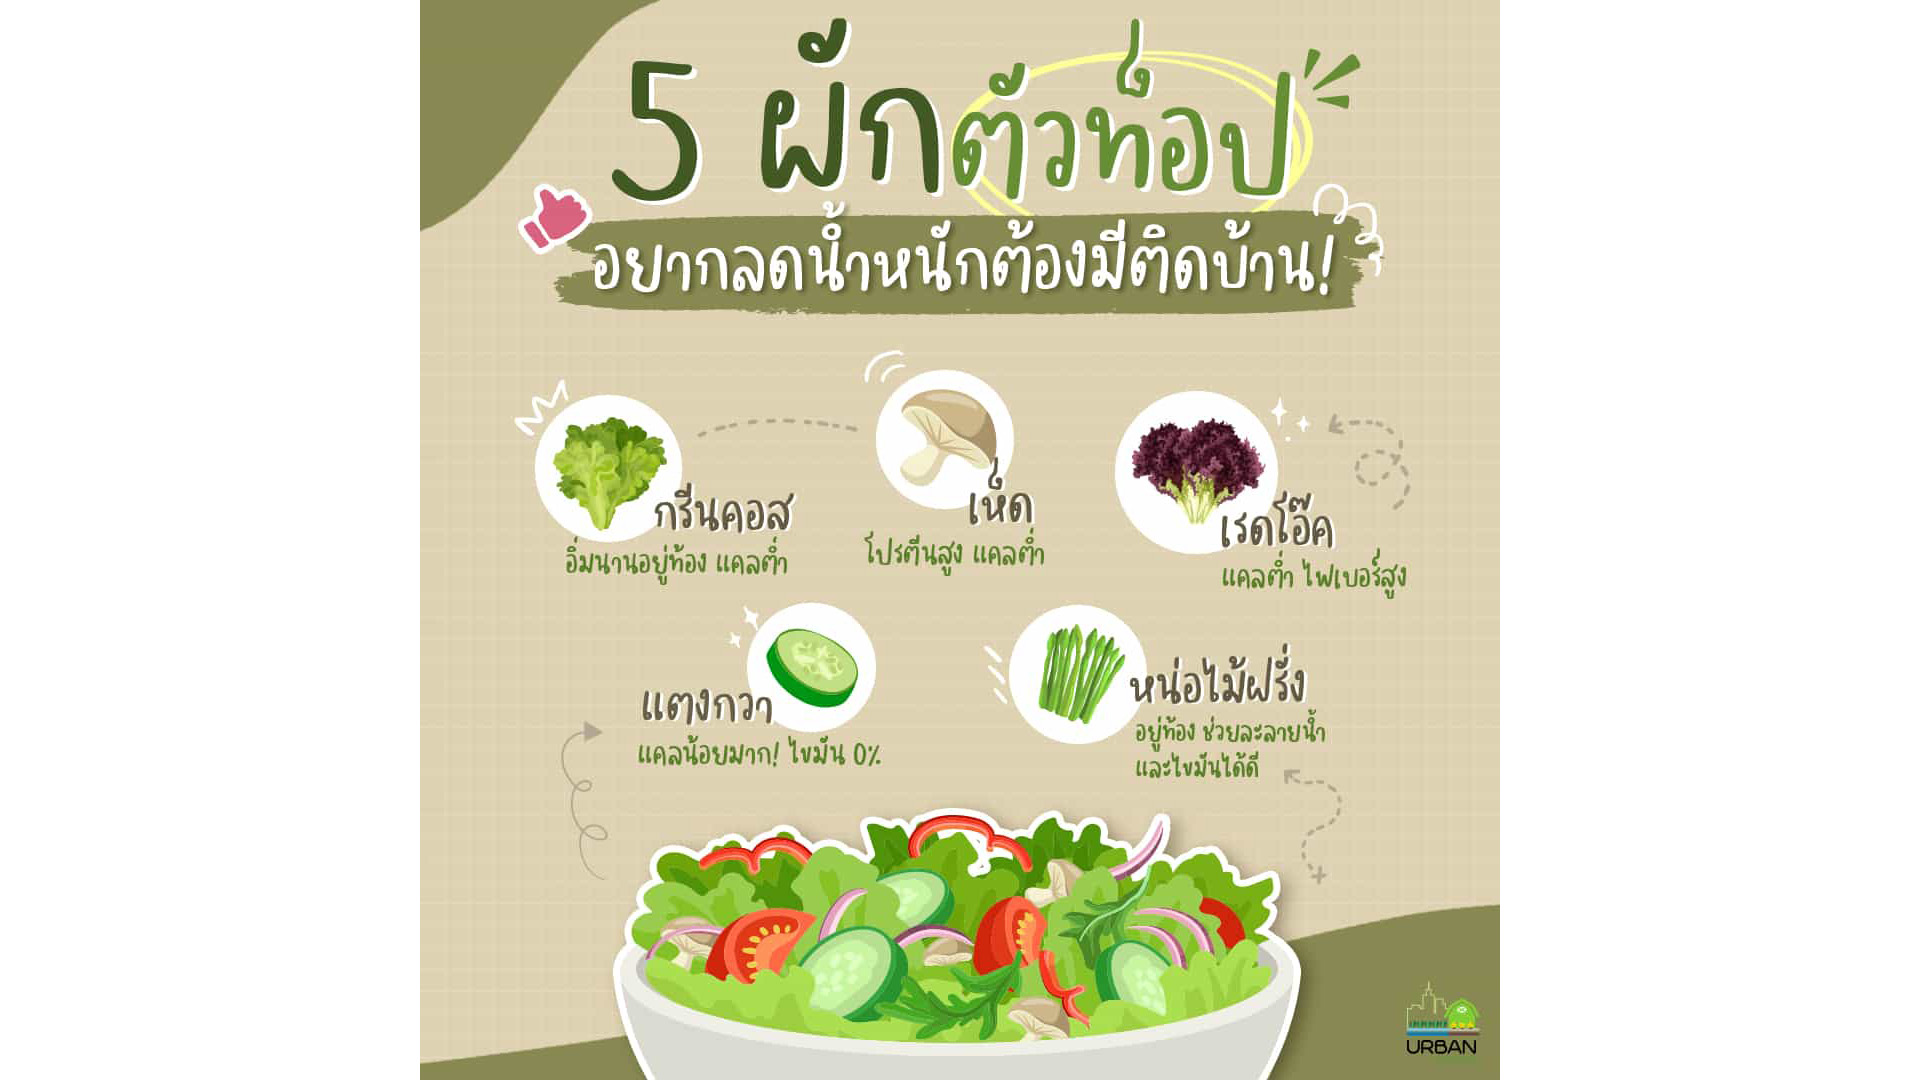 5 ผักตัวท็อป
อยากลดน้ำหนักต้องมีติดบ้าน!
กรีนคอส
อิ่มนานอยู่ท้อง แคลต่ำ
เห็ด
โปรตีนสูง แคลต่ำ
เรดโอ๊ค
แคลต่ำ ไฟเบอร์สูง
แตงกวา
แคลน้อยมาก! ไขมัน 0%
หน่อไม้ฝรั่ง
อยู่ท้อง ช่วยละลายน้ำ
และไขมันได้ดี
URBAN